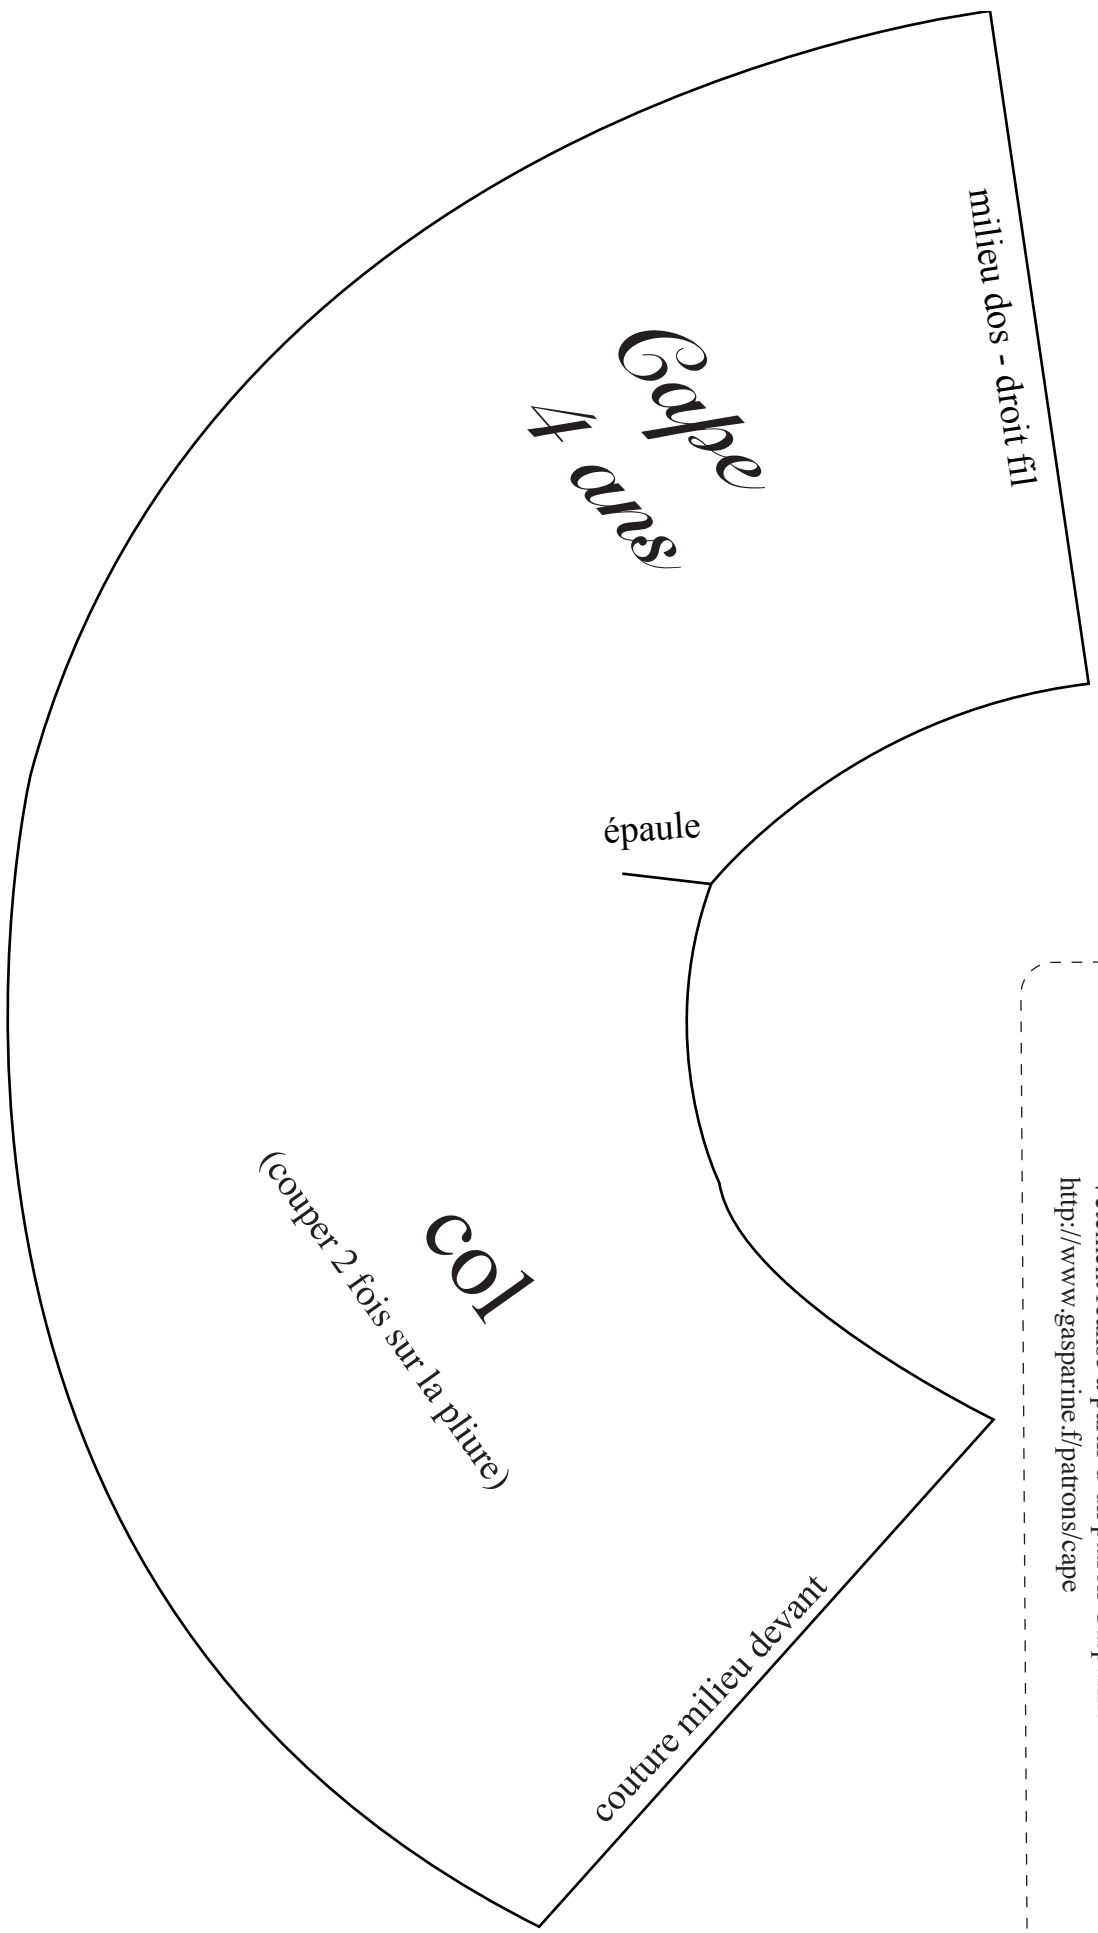 milieu dos - droit fil
Cape
4 ans
épaule
col
(couper 2 fois sur la pliure)
couture milieu devant
http://www.gasparine.f/patrons/cape